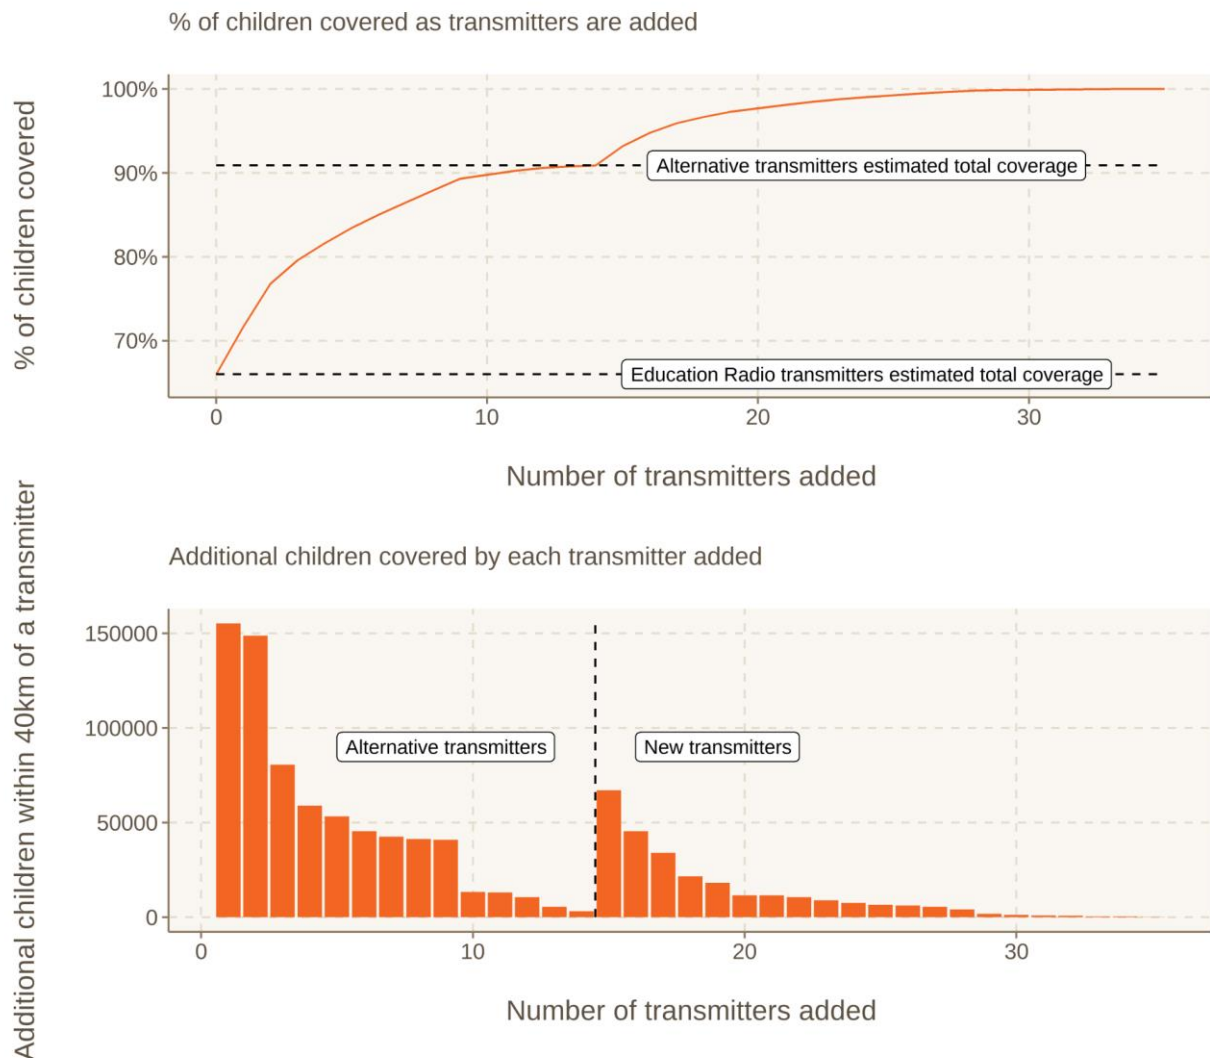 % of children covered as transmitters are added
% of children covered
100%
90%
80%
70%
Alternative transmitters estimated total coverage
Education Radio transmitters estimated total coverage
0
10
20
30
Number of transmitters added
Additional children covered by each transmitter added
Additional children within 40km of a transmitter
150000
100000
50000
0
Alternative transmitters
New transmitters
0
10
20
30
Number of transmitters added